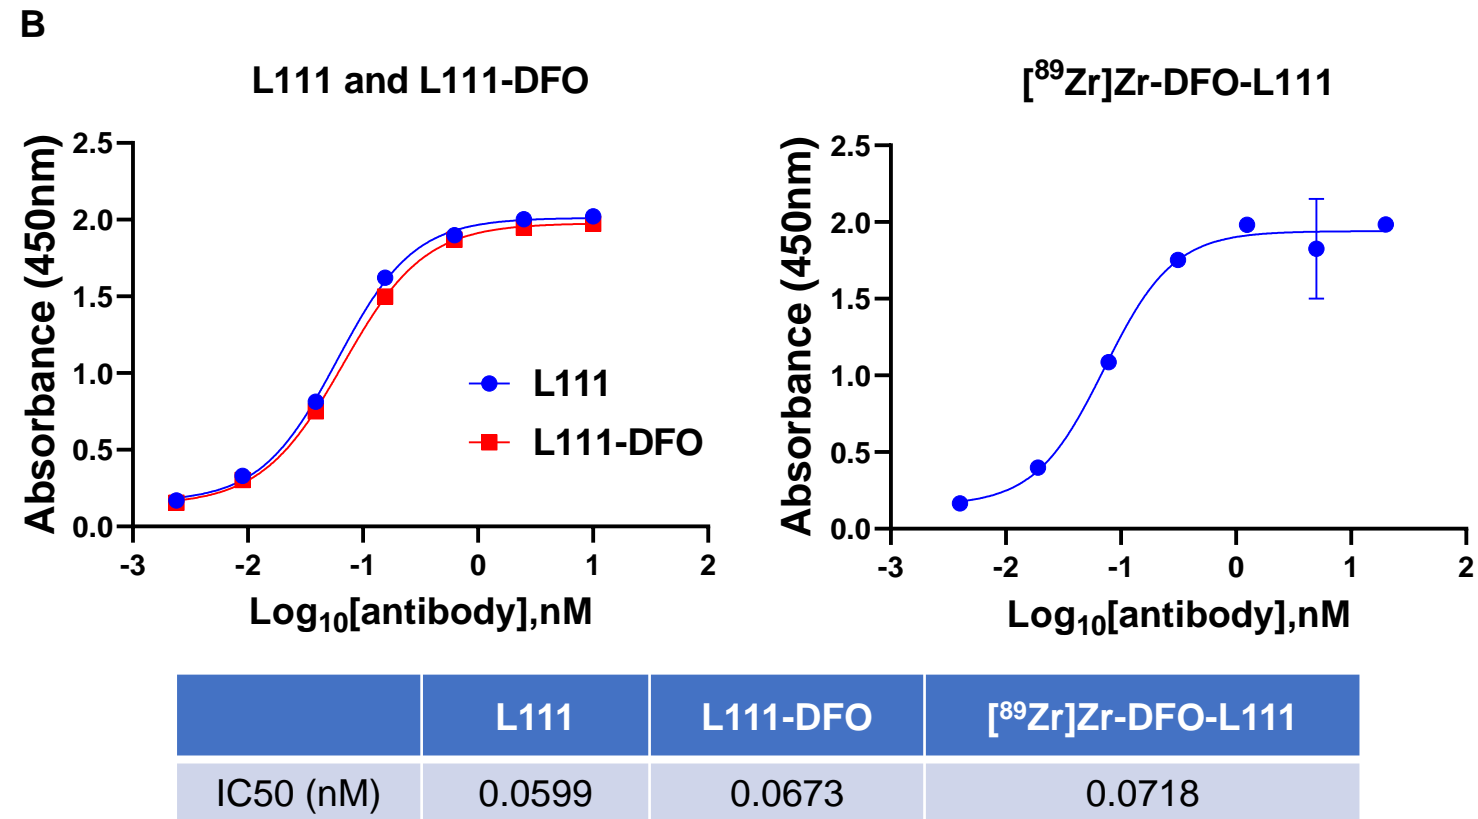 B
L111 and L111-DFO
Absorbance (450nm)
2.5
2.0
1.5
1.0
0.5
0.0
-3 -2 -1 0 1 2
Log10[antibody],nM
L111
L111-DFO
[89Zr]Zr-DFO-L111
Absorbance (450nm)
2.5
2.0
1.5
1.0
0.5
0.0
-3 -2 -1 0 1 2
Log10[antibody],nM
L111 L111-DFO [89Zr]Zr-DFO-L111
IC50 (nM) 0.0599 0.0673 0.0718